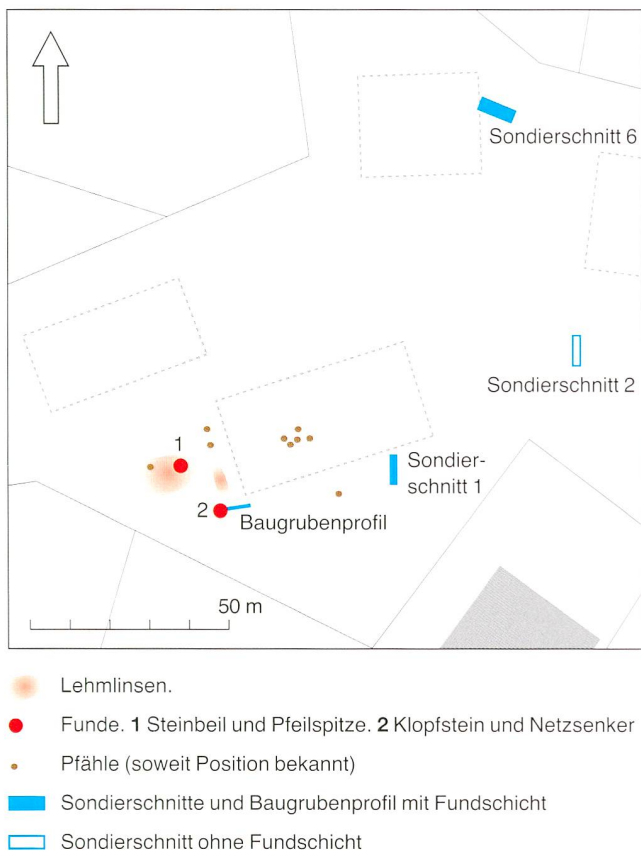 Sondierschnitt 6
Sondierschnitt 2
1
Sondier-
schnitt 1
2
Baugrubenprofil
50 m
Lehmlinsen.
Funde. 1 Steinbeil und Pfeilspitze. 2 Klopfstein und Netzsenker
Pfähle (soweit Position bekannt)
Sondierschnitte und Baugrubenprofil mit Fundschicht
Sondierschnitt ohne Fundschicht